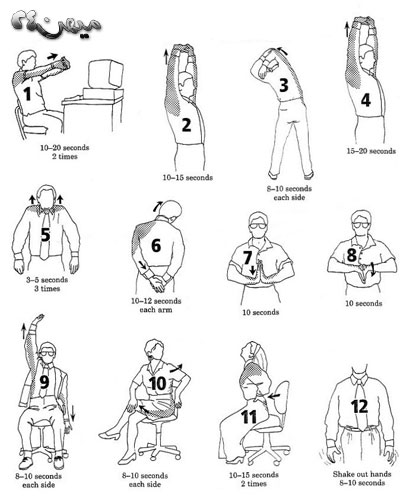 میهن ۲۴
1
10–20 seconds
2 times
2
10–15 seconds
3
8–10 seconds
each side
4
15–20 seconds
5
3–5 seconds
3 times
6
10–12 seconds
each arm
7
10 seconds
8
10 seconds
9
8–10 seconds
each side
10
8–10 seconds
each side
11
10–15 seconds
2 times
12
Shake out hands
8–10 seconds